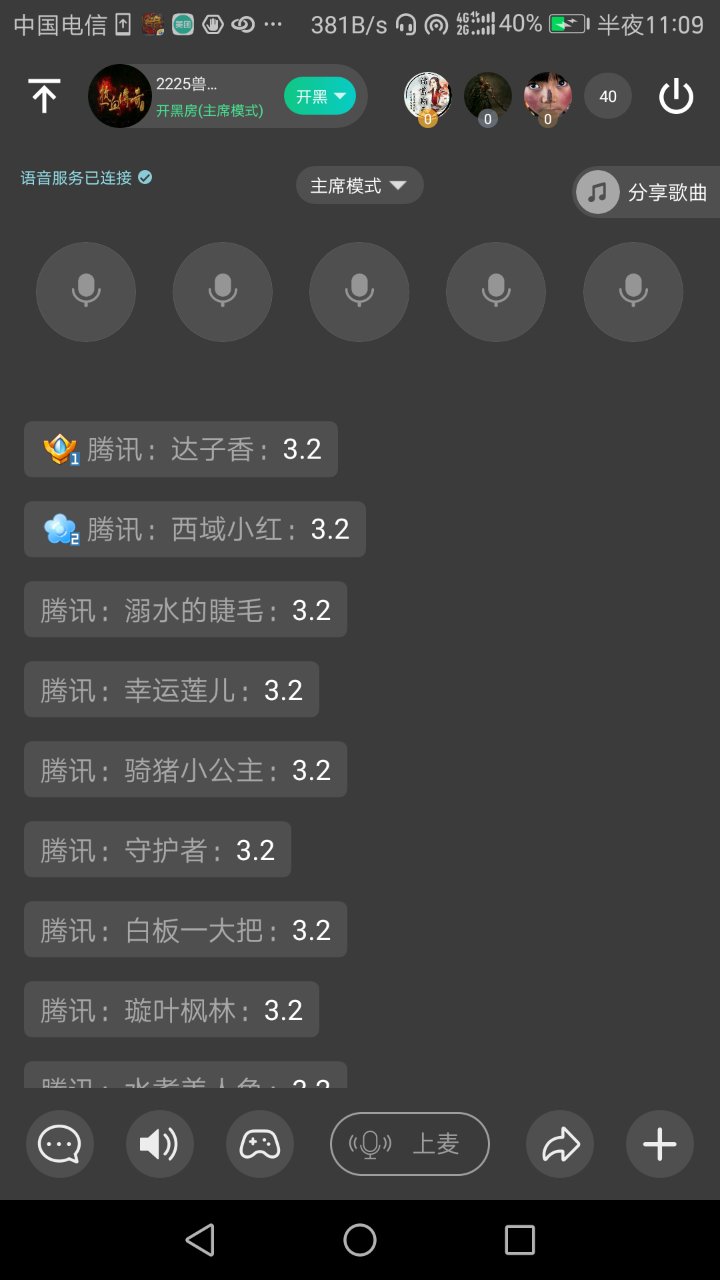 中国电信 381B/s 4G 2G 40% 半夜11:09
2225兽...
开黑房(主席模式)
开黑
0 0 0 40
语音服务已连接
主席模式
分享歌曲
1 腾讯：达子香：3.2
2 腾讯：西域小红：3.2
腾讯：溺水的睫毛：3.2
腾讯：幸运莲儿：3.2
腾讯：骑猪小公主：3.2
腾讯：守护者：3.2
腾讯：白板一大把：3.2
腾讯：璇叶枫林：3.2
上麦